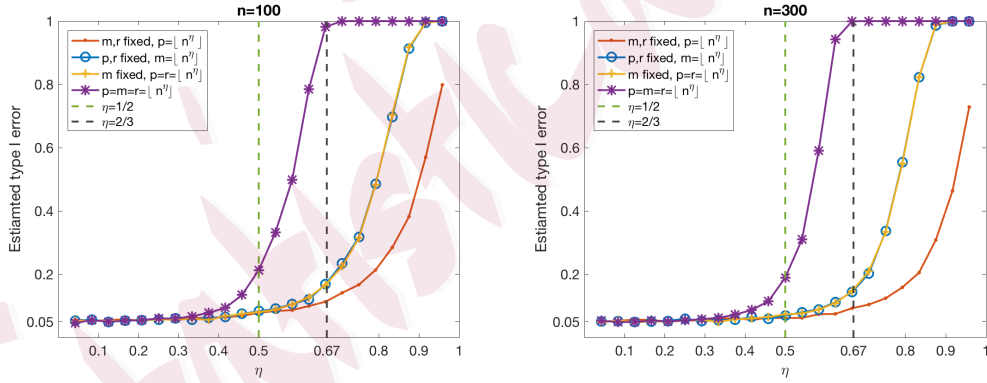 n=100
Estiamted type I error
1
0.8
0.6
0.4
0.2
0.05
m,r fixed, p=⌊ n^η ⌋
p,r fixed, m=⌊ n^η⌋
m fixed, p=r=⌊ n^η⌋
p=m=r=⌊ n^η⌋
η=1/2
η=2/3
0.1 0.2 0.3 0.4 0.5 0.67 0.8 0.9 1
η
n=300
Estiamted type I error
1
0.8
0.6
0.4
0.2
0.05
m,r fixed, p=⌊ n^η ⌋
p,r fixed, m=⌊ n^η⌋
m fixed, p=r=⌊ n^η⌋
p=m=r=⌊ n^η⌋
η=1/2
η=2/3
0.1 0.2 0.3 0.4 0.5 0.67 0.8 0.9 1
η